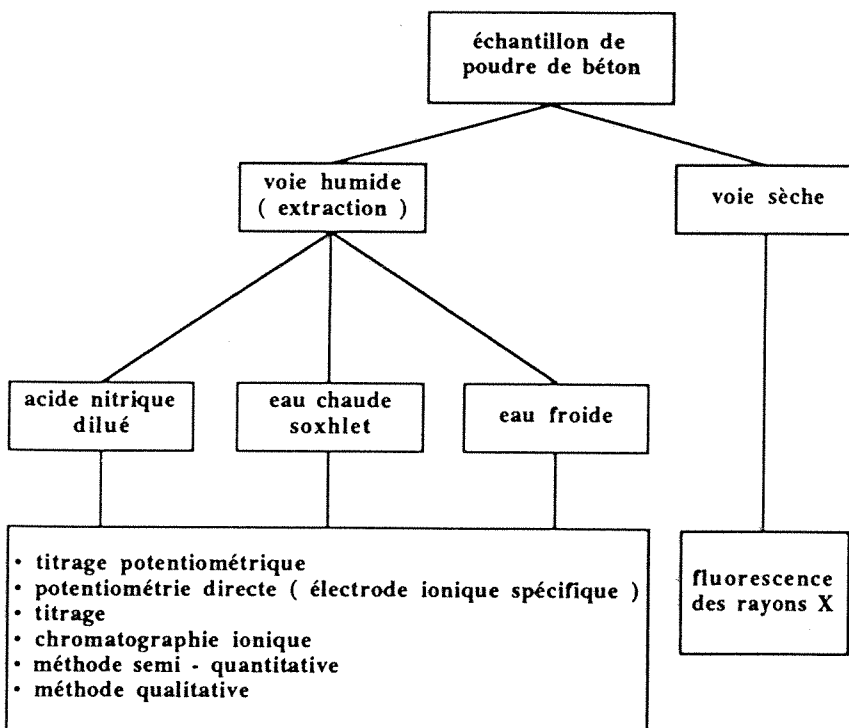 échantillon de
poudre de béton
voie humide
( extraction )
voie sèche
acide nitrique
dilué
eau chaude
soxhlet
eau froide
• titrage potentiométrique
• potentiométrie directe ( électrode ionique spécifique )
• titrage
• chromatographie ionique
• méthode semi - quantitative
• méthode qualitative
fluorescence
des rayons X